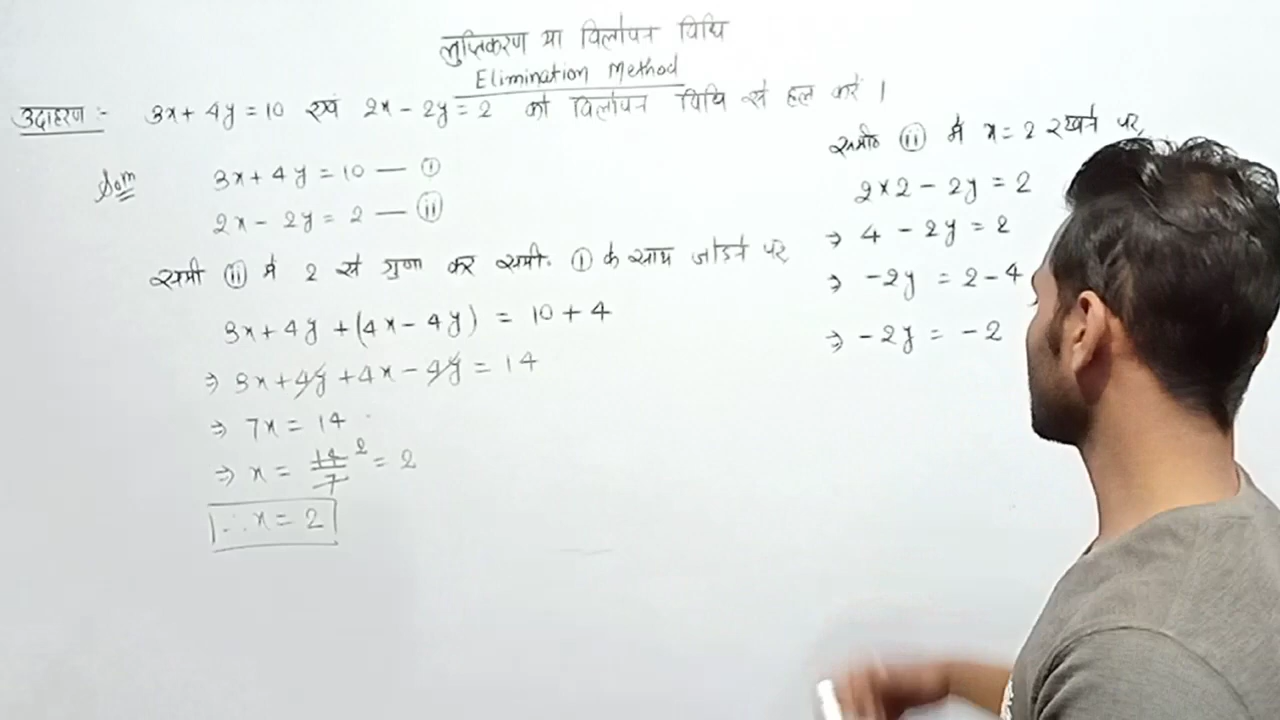 लुप्तिकरण या विलोपन विधि
Elimination Method
उदाहरण :- 3x + 4y = 10 एवं 2x - 2y = 2 को विलोपन विधि से हल करें ।
Som
3x + 4y = 10 — (i)
2x - 2y = 2 — (ii)
समी (ii) में 2 से गुणा कर समी. (i) के साथ जोड़ने पर
3x + 4y + (4x - 4y) = 10 + 4
⇒ 3x + 4y + 4x - 4y = 14
⇒ 7x = 14
⇒ x = 14/7 2 = 2
∴ x = 2
समी० (ii) में x = 2 रखने पर,
2 × 2 - 2y = 2
⇒ 4 - 2y = 2
⇒ -2y = 2 - 4
⇒ -2y = -2